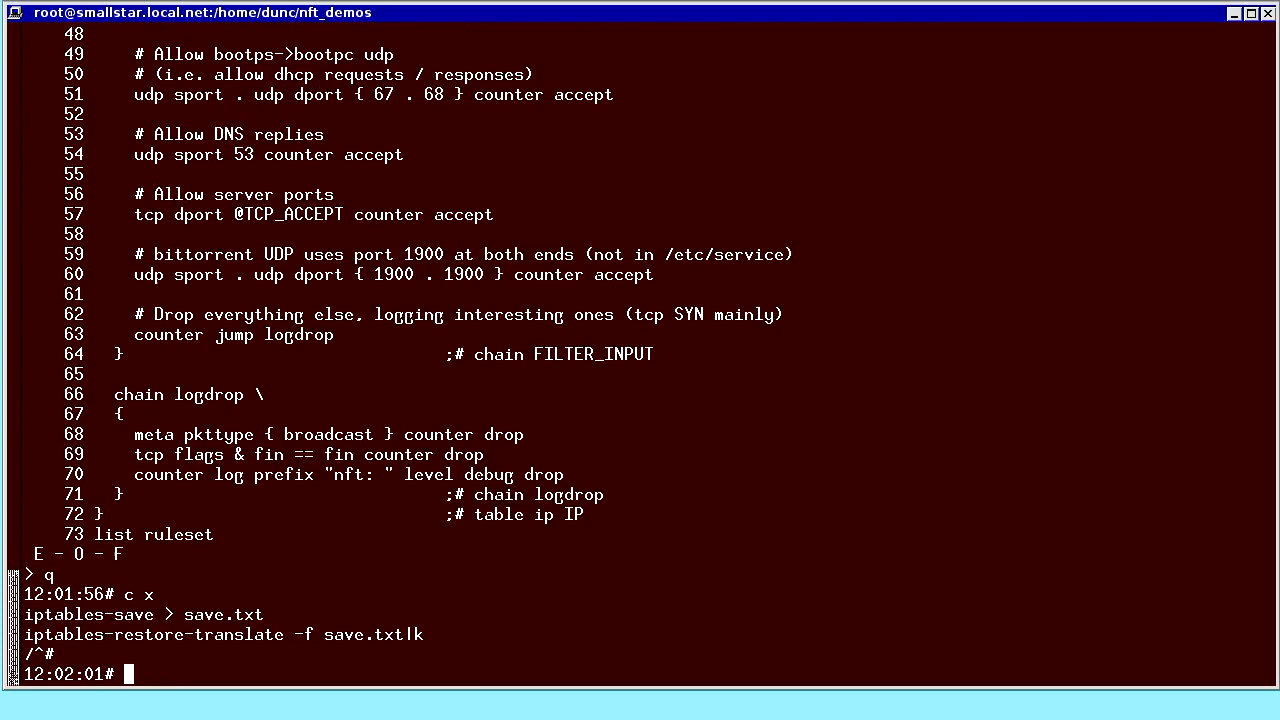 root@smallstar.local.net:/home/dunc/nft_demos
48
49     # Allow bootps->bootpc udp
50     # (i.e. allow dhcp requests / responses)
51     udp sport . udp dport { 67 . 68 } counter accept
52
53     # Allow DNS replies
54     udp sport 53 counter accept
55
56     # Allow server ports
57     tcp dport @TCP_ACCEPT counter accept
58
59     # bittorrent UDP uses port 1900 at both ends (not in /etc/service)
60     udp sport . udp dport { 1900 . 1900 } counter accept
61
62     # Drop everything else, logging interesting ones (tcp SYN mainly)
63     counter jump logdrop
64   }                                ;# chain FILTER_INPUT
65
66   chain logdrop \
67   {
68     meta pkttype { broadcast } counter drop
69     tcp flags & fin == fin counter drop
70     counter log prefix "nft: " level debug drop
71   }                                ;# chain logdrop
72 }                                  ;# table ip IP
73 list ruleset
E - O - F
> q
12:01:56# c x
iptables-save > save.txt
iptables-restore-translate -f save.txt|k
/^#
12:02:01#